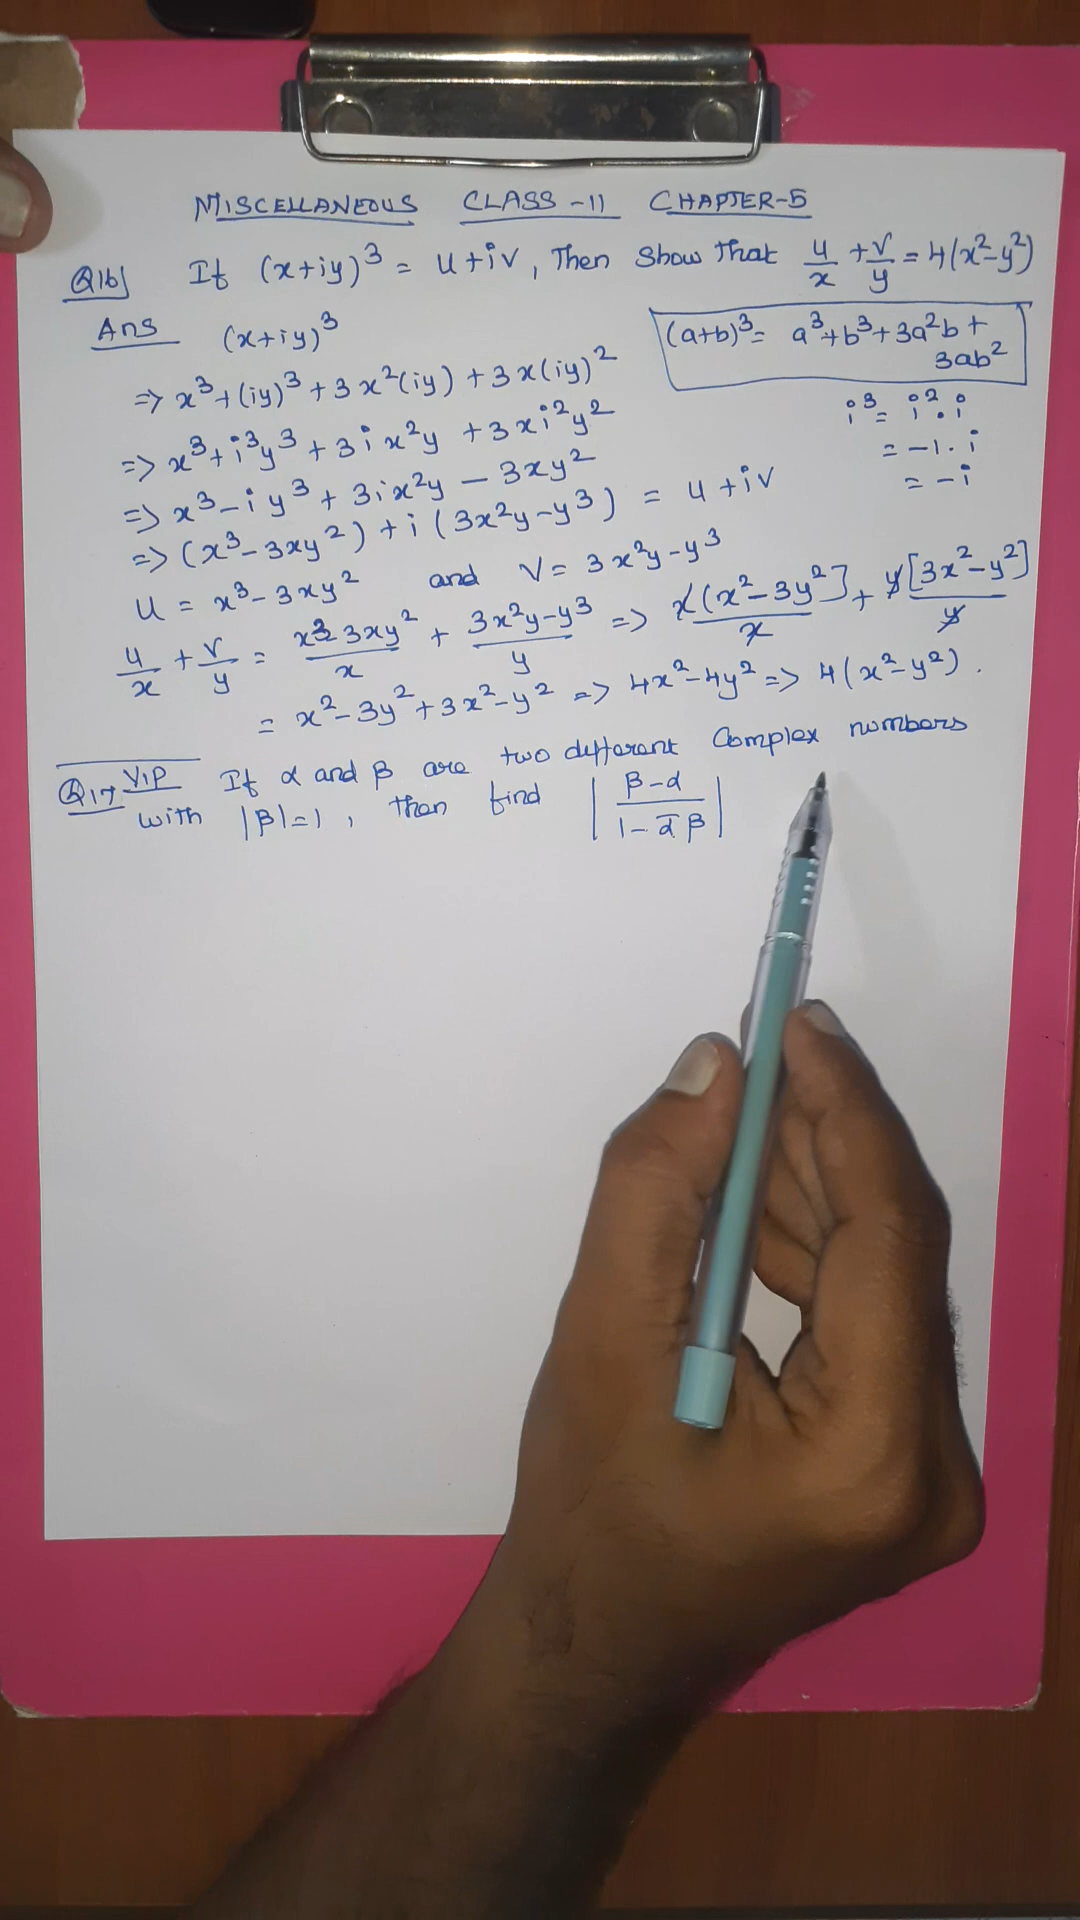 MISCELLANEOUS CLASS-11 CHAPTER-5
Q16] If (x+iy)³ = u+iv, Then Show That u/x + v/y = 4(x²-y²)
Ans (x+iy)³
(a+b)³= a³+b³+3a²b+
3ab²
=> x³+(iy)³+3x²(iy)+3x(iy)²
i³= i².i
= -1.i
= -i
=> x³+i³y³+3ix²y+3xi²y²
=> x³-iy³+3ix²y-3xy²
=> (x³-3xy²)+i(3x²y-y³) = u+iv
u = x³-3xy² and v= 3x²y-y³
u/x + v/y = x³-3xy²/x + 3x²y-y³/y => x(x²-3y²]/x + y[3x²-y²]/y
= x²-3y²+3x²-y² => 4x²-4y² => 4(x²-y²).
Q17 VIP If α and β are two different Complex numbers
with |β|=1, then find |β-α/1-ᾱβ|